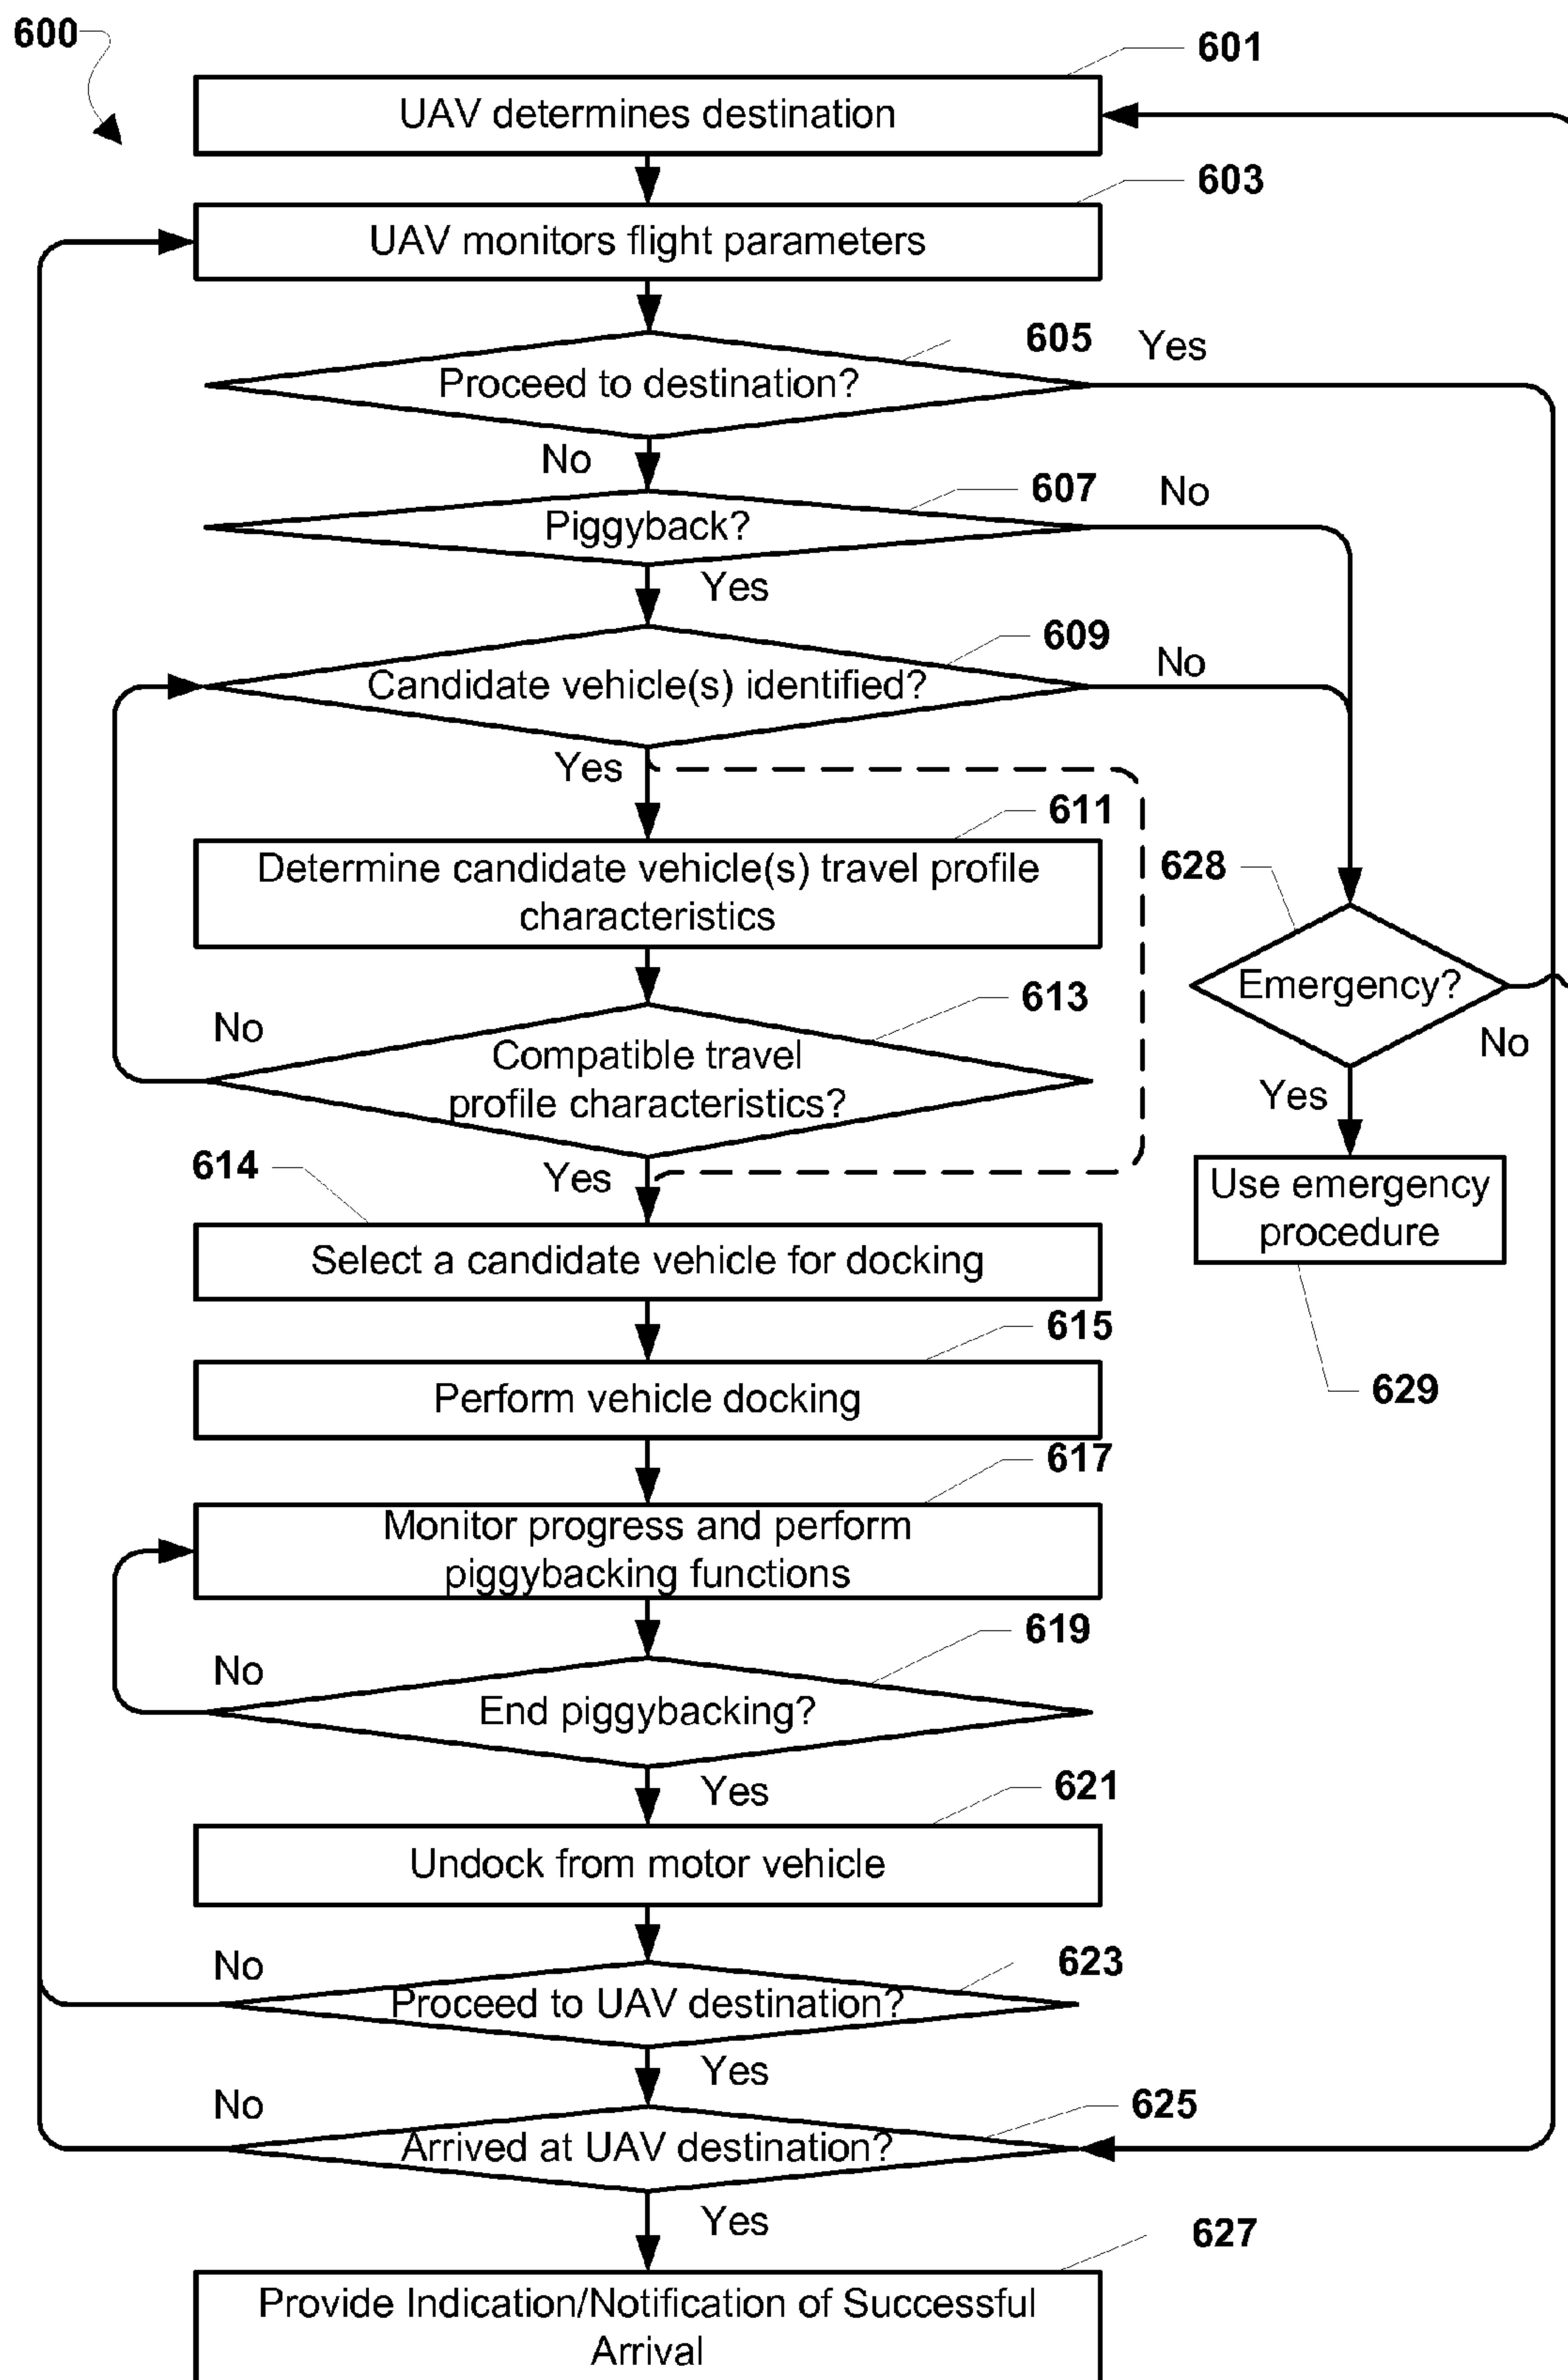 600
601
UAV determines destination
603
UAV monitors flight parameters
605
Yes
Proceed to destination?
No
607
No
Piggyback?
Yes
609
No
Candidate vehicle(s) identified?
Yes
611
Determine candidate vehicle(s) travel profile
characteristics
628
613
Emergency?
No
No
Compatible travel
profile characteristics?
Yes
614
Yes
Use emergency
procedure
Select a candidate vehicle for docking
615
629
Perform vehicle docking
617
Monitor progress and perform
piggybacking functions
619
No
End piggybacking?
Yes
621
Undock from motor vehicle
No
623
Proceed to UAV destination?
Yes
No
625
Arrived at UAV destination?
Yes
627
Provide Indication/Notification of Successful
Arrival